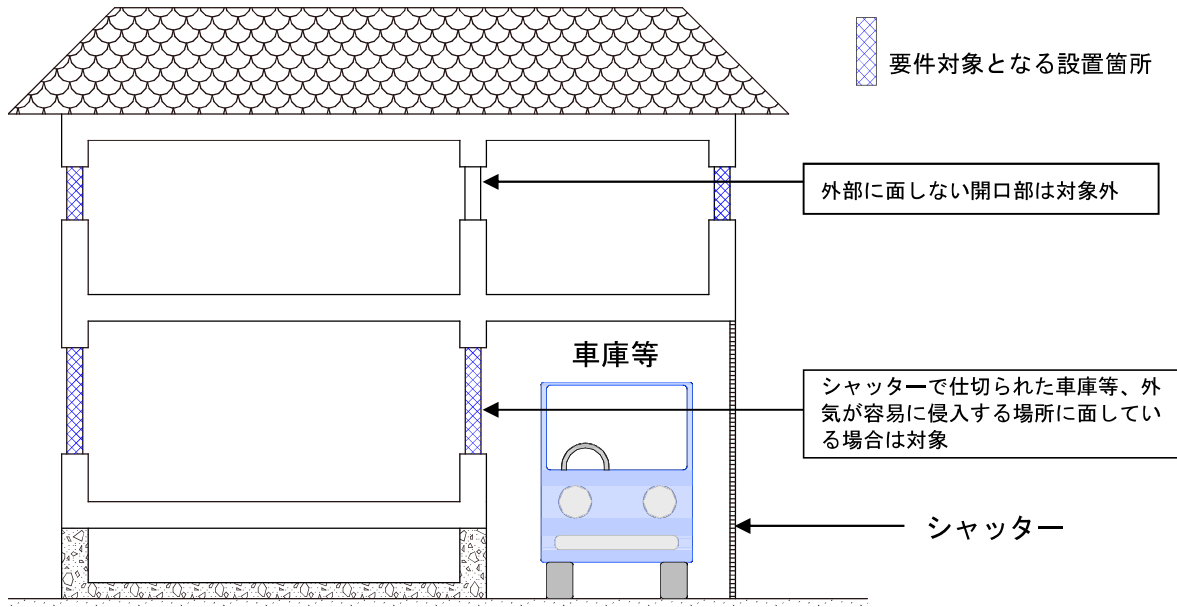 要件対象となる設置箇所
外部に面しない開口部は対象外
車庫等
シャッターで仕切られた車庫等、外
気が容易に侵入する場所に面してい
る場合は対象
シャッター